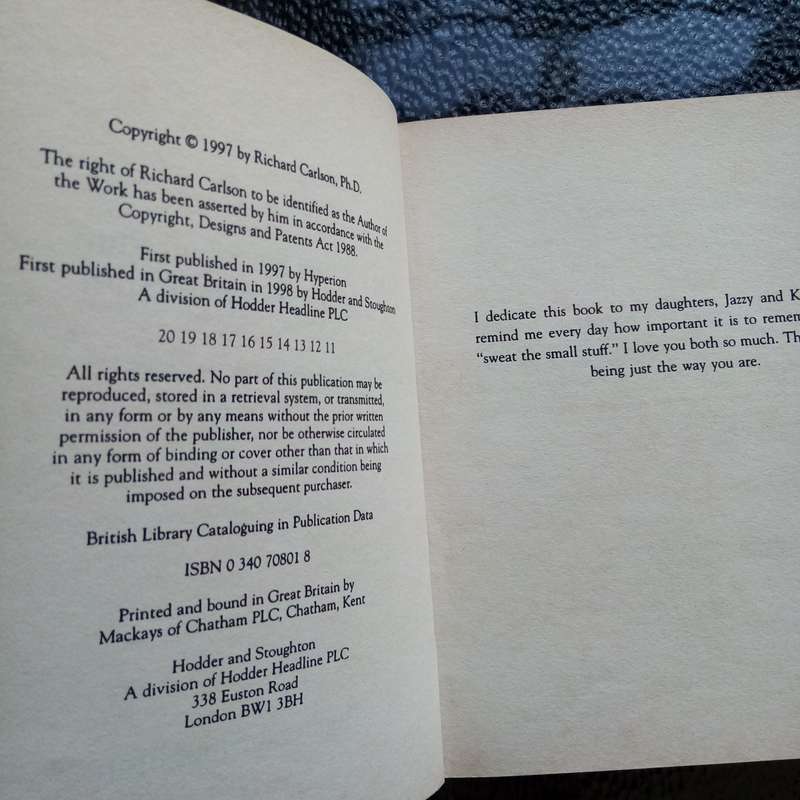 Copyright © 1997 by Richard Carlson, Ph.D.
The right of Richard Carlson to be identified as the Author of
the Work has been asserted by him in accordance with the
Copyright, Designs and Patents Act 1988.
First published in 1997 by Hyperion
First published in Great Britain in 1998 by Hodder and Stoughton
A division of Hodder Headline PLC
20 19 18 17 16 15 14 13 12 11
All rights reserved. No part of this publication may be
reproduced, stored in a retrieval system, or transmitted,
in any form or by any means without the prior written
permission of the publisher, nor be otherwise circulated
in any form of binding or cover other than that in which
it is published and without a similar condition being
imposed on the subsequent purchaser.
British Library Cataloguing in Publication Data
ISBN 0 340 70801 8
Printed and bound in Great Britain by
Mackays of Chatham PLC, Chatham, Kent
Hodder and Stoughton
A division of Hodder Headline PLC
338 Euston Road
London BW1 3BH
I dedicate this book to my daughters, Jazzy and
remind me every day how important it is to
"sweat the small stuff." I love you both so much.
being just the way you are.